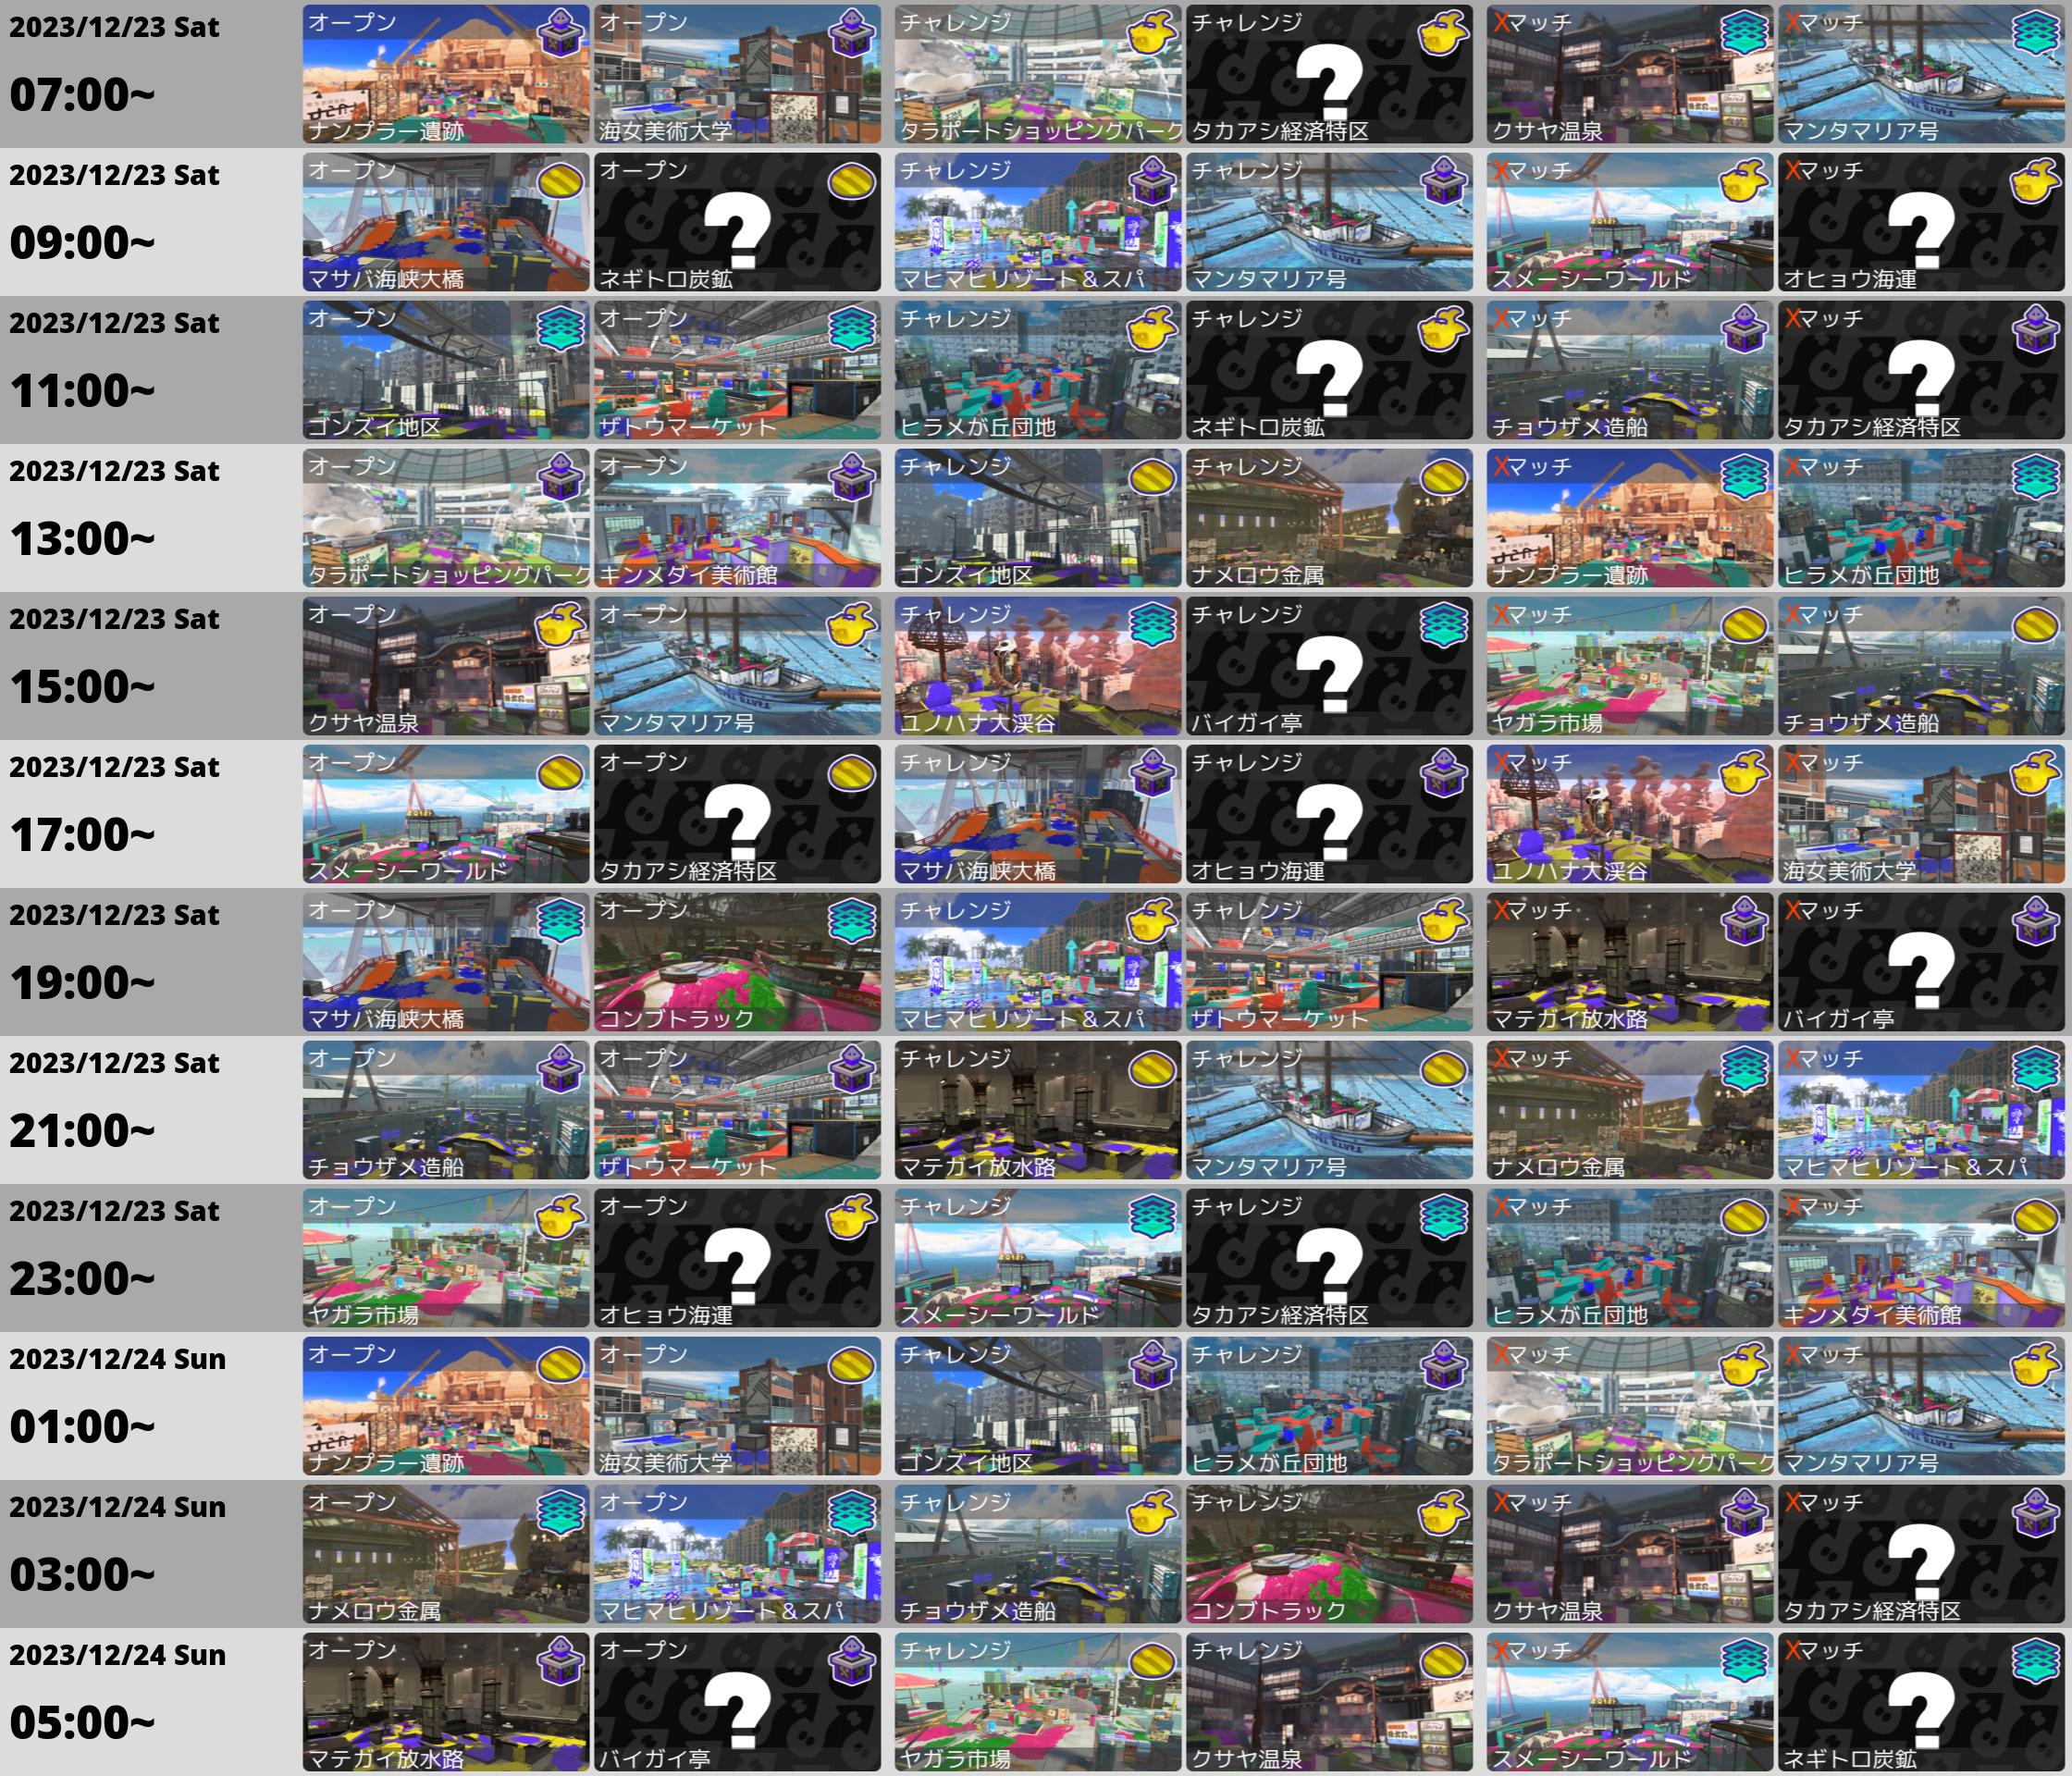 2023/12/23 Sat
07:00~
オープン
ナンプラー遺跡
オープン
海女美術大学
チャレンジ
タラポートショッピングパーク
チャレンジ
タカアシ経済特区
Xマッチ
クサヤ温泉
Xマッチ
マンタマリア号
2023/12/23 Sat
09:00~
オープン
マサバ海峡大橋
オープン
ネギトロ炭鉱
チャレンジ
マヒマヒリゾート&スパ
チャレンジ
マンタマリア号
Xマッチ
スメーシーワールド
Xマッチ
オヒョウ海運
2023/12/23 Sat
11:00~
オープン
ゴンズイ地区
オープン
ザトウマーケット
チャレンジ
ヒラメが丘団地
チャレンジ
ネギトロ炭鉱
Xマッチ
チョウザメ造船
Xマッチ
タカアシ経済特区
2023/12/23 Sat
13:00~
オープン
タラポートショッピングパーク
オープン
キンメダイ美術館
チャレンジ
ゴンズイ地区
チャレンジ
ナメロウ金属
Xマッチ
ナンプラー遺跡
Xマッチ
ヒラメが丘団地
2023/12/23 Sat
15:00~
オープン
クサヤ温泉
オープン
マンタマリア号
チャレンジ
ユノハナ大渓谷
チャレンジ
バイガイ亭
Xマッチ
ヤガラ市場
Xマッチ
チョウザメ造船
2023/12/23 Sat
17:00~
オープン
スメーシーワールド
オープン
タカアシ経済特区
チャレンジ
マサバ海峡大橋
チャレンジ
オヒョウ海運
Xマッチ
ユノハナ大渓谷
Xマッチ
海女美術大学
2023/12/23 Sat
19:00~
オープン
マサバ海峡大橋
オープン
コンブトラック
チャレンジ
マヒマヒリゾート&スパ
チャレンジ
ザトウマーケット
Xマッチ
マテガイ放水路
Xマッチ
バイガイ亭
2023/12/23 Sat
21:00~
オープン
チョウザメ造船
オープン
ザトウマーケット
チャレンジ
マテガイ放水路
チャレンジ
マンタマリア号
Xマッチ
ナメロウ金属
Xマッチ
マヒマヒリゾート&スパ
2023/12/23 Sat
23:00~
オープン
ヤガラ市場
オープン
オヒョウ海運
チャレンジ
スメーシーワールド
チャレンジ
タカアシ経済特区
Xマッチ
ヒラメが丘団地
Xマッチ
キンメダイ美術館
2023/12/24 Sun
01:00~
オープン
ナンプラー遺跡
オープン
海女美術大学
チャレンジ
ゴンズイ地区
チャレンジ
ヒラメが丘団地
Xマッチ
タラポートショッピングパーク
Xマッチ
マンタマリア号
2023/12/24 Sun
03:00~
オープン
ナメロウ金属
オープン
マヒマヒリゾート&スパ
チャレンジ
チョウザメ造船
チャレンジ
コンブトラック
Xマッチ
クサヤ温泉
Xマッチ
タカアシ経済特区
2023/12/24 Sun
05:00~
オープン
マテガイ放水路
オープン
バイガイ亭
チャレンジ
ヤガラ市場
チャレンジ
クサヤ温泉
Xマッチ
スメーシーワールド
Xマッチ
ネギトロ炭鉱